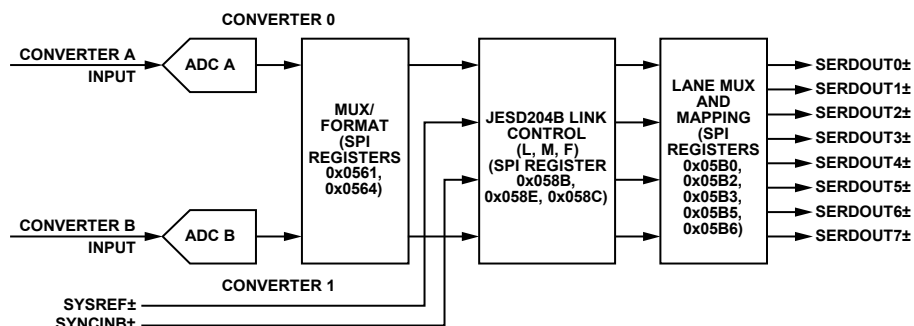 CONVERTER 0
CONVERTER A
INPUT
ADC A
MUX/
FORMAT
(SPI
REGISTERS
0x0561,
0x0564)
JESD204B LINK
CONTROL
(L, M, F)
(SPI REGISTER
0x058B,
0x058E, 0x058C)
LANE MUX
AND
MAPPING
(SPI
REGISTERS
0x05B0,
0x05B2,
0x05B3,
0x05B5,
0x05B6)
SERDOUT0±
SERDOUT1±
SERDOUT2±
SERDOUT3±
SERDOUT4±
SERDOUT5±
SERDOUT6±
SERDOUT7±
CONVERTER B
INPUT
ADC B
CONVERTER 1
SYSREF±
SYNCINB±